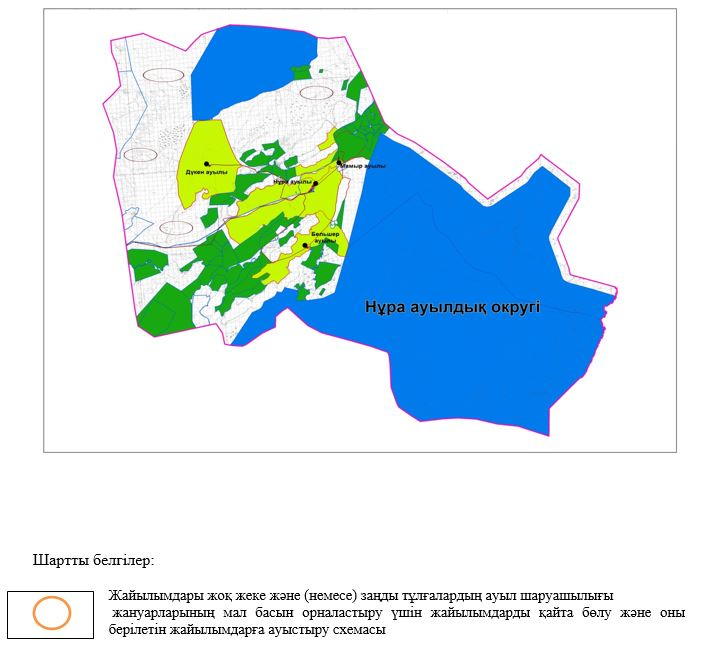 Дүкен ауылы
Мамыр ауылы
Нұра ауылы
Бельшер
ауылы
Нұра ауылдық округі
Шартты белгілер:
Жайылымдары жоқ жеке және (немесе) заңды тұлғалардың ауыл шаруашылығы
жануарларының мал басын орналастыру үшін жайылымдарды қайта бөлу және оны
берілетін жайылымдарға ауыстыру схемасы